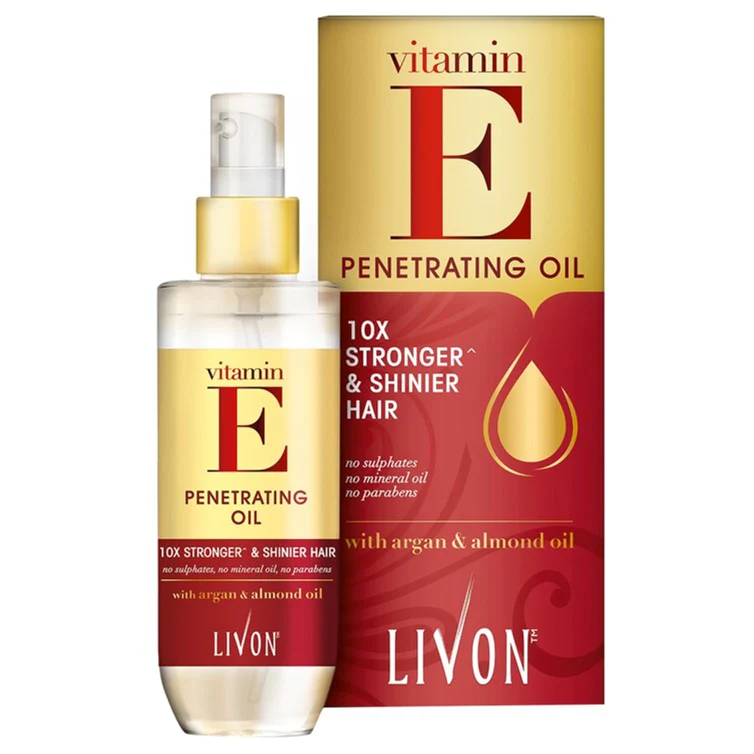 vitamin
E
PENETRATING OIL
10X
STRONGER^
& SHINIER
HAIR
no sulphates
no mineral oil
no parabens
with argan & almond oil
LIVON™
vitamin
E
PENETRATING
OIL
10X STRONGER^ & SHINIER HAIR
no sulphates, no mineral oil, no parabens
with argan & almond oil
LIVON